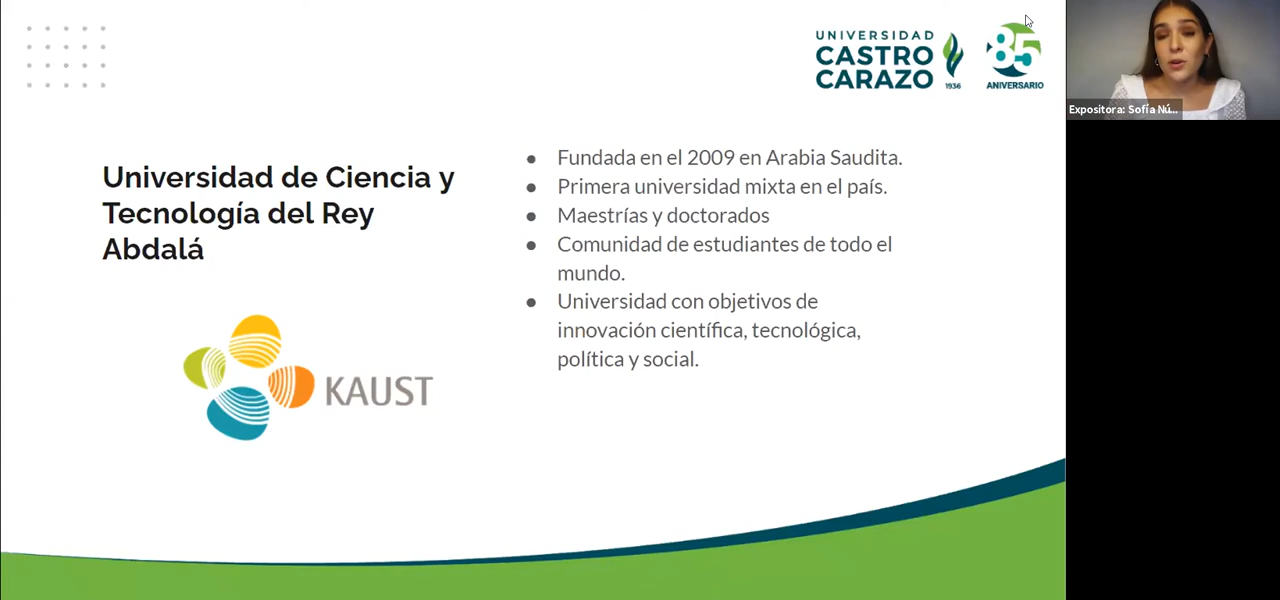 UNIVERSIDAD
CASTRO
CARAZO
1936
85
ANIVERSARIO
Expositora: Sofía Nú...
Universidad de Ciencia y
Tecnología del Rey
Abdalá
KAUST
● Fundada en el 2009 en Arabia Saudita.
● Primera universidad mixta en el país.
● Maestrías y doctorados
● Comunidad de estudiantes de todo el
mundo.
● Universidad con objetivos de
innovación científica, tecnológica,
política y social.